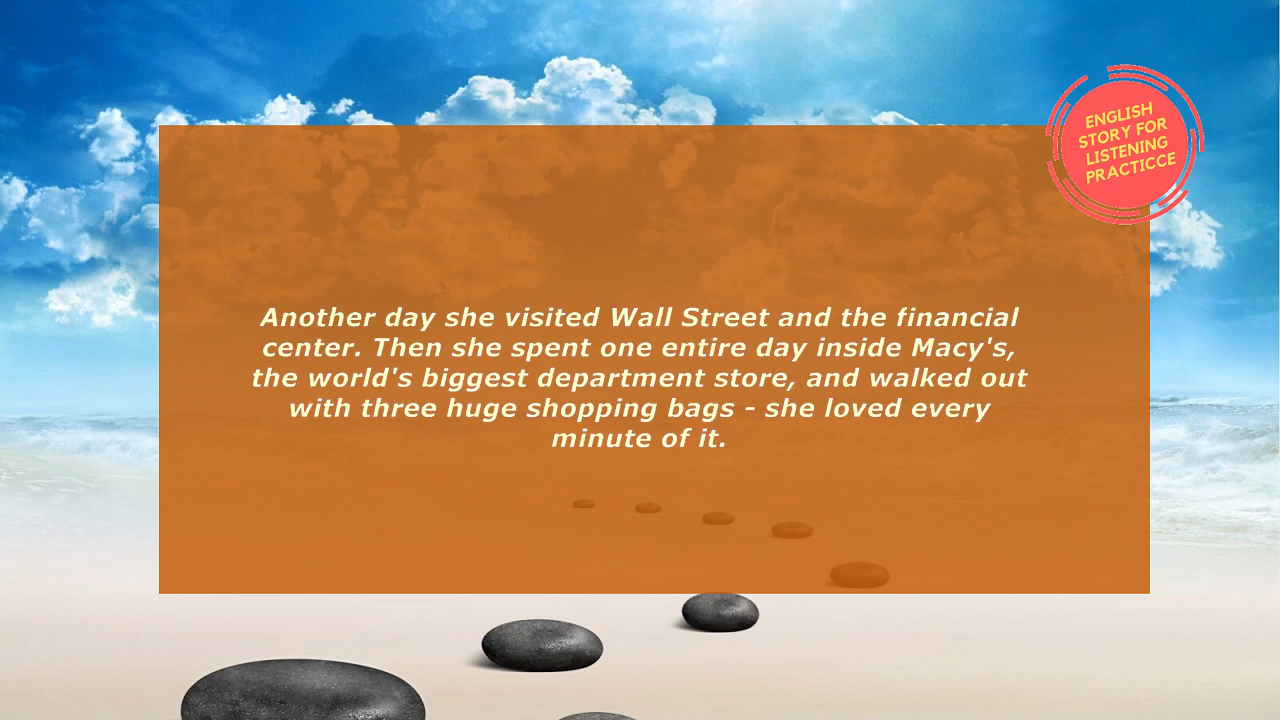 ENGLISH
STORY FOR
LISTENING
PRACTICCE
Another day she visited Wall Street and the financial
center. Then she spent one entire day inside Macy's,
the world's biggest department store, and walked out
with three huge shopping bags - she loved every
minute of it.